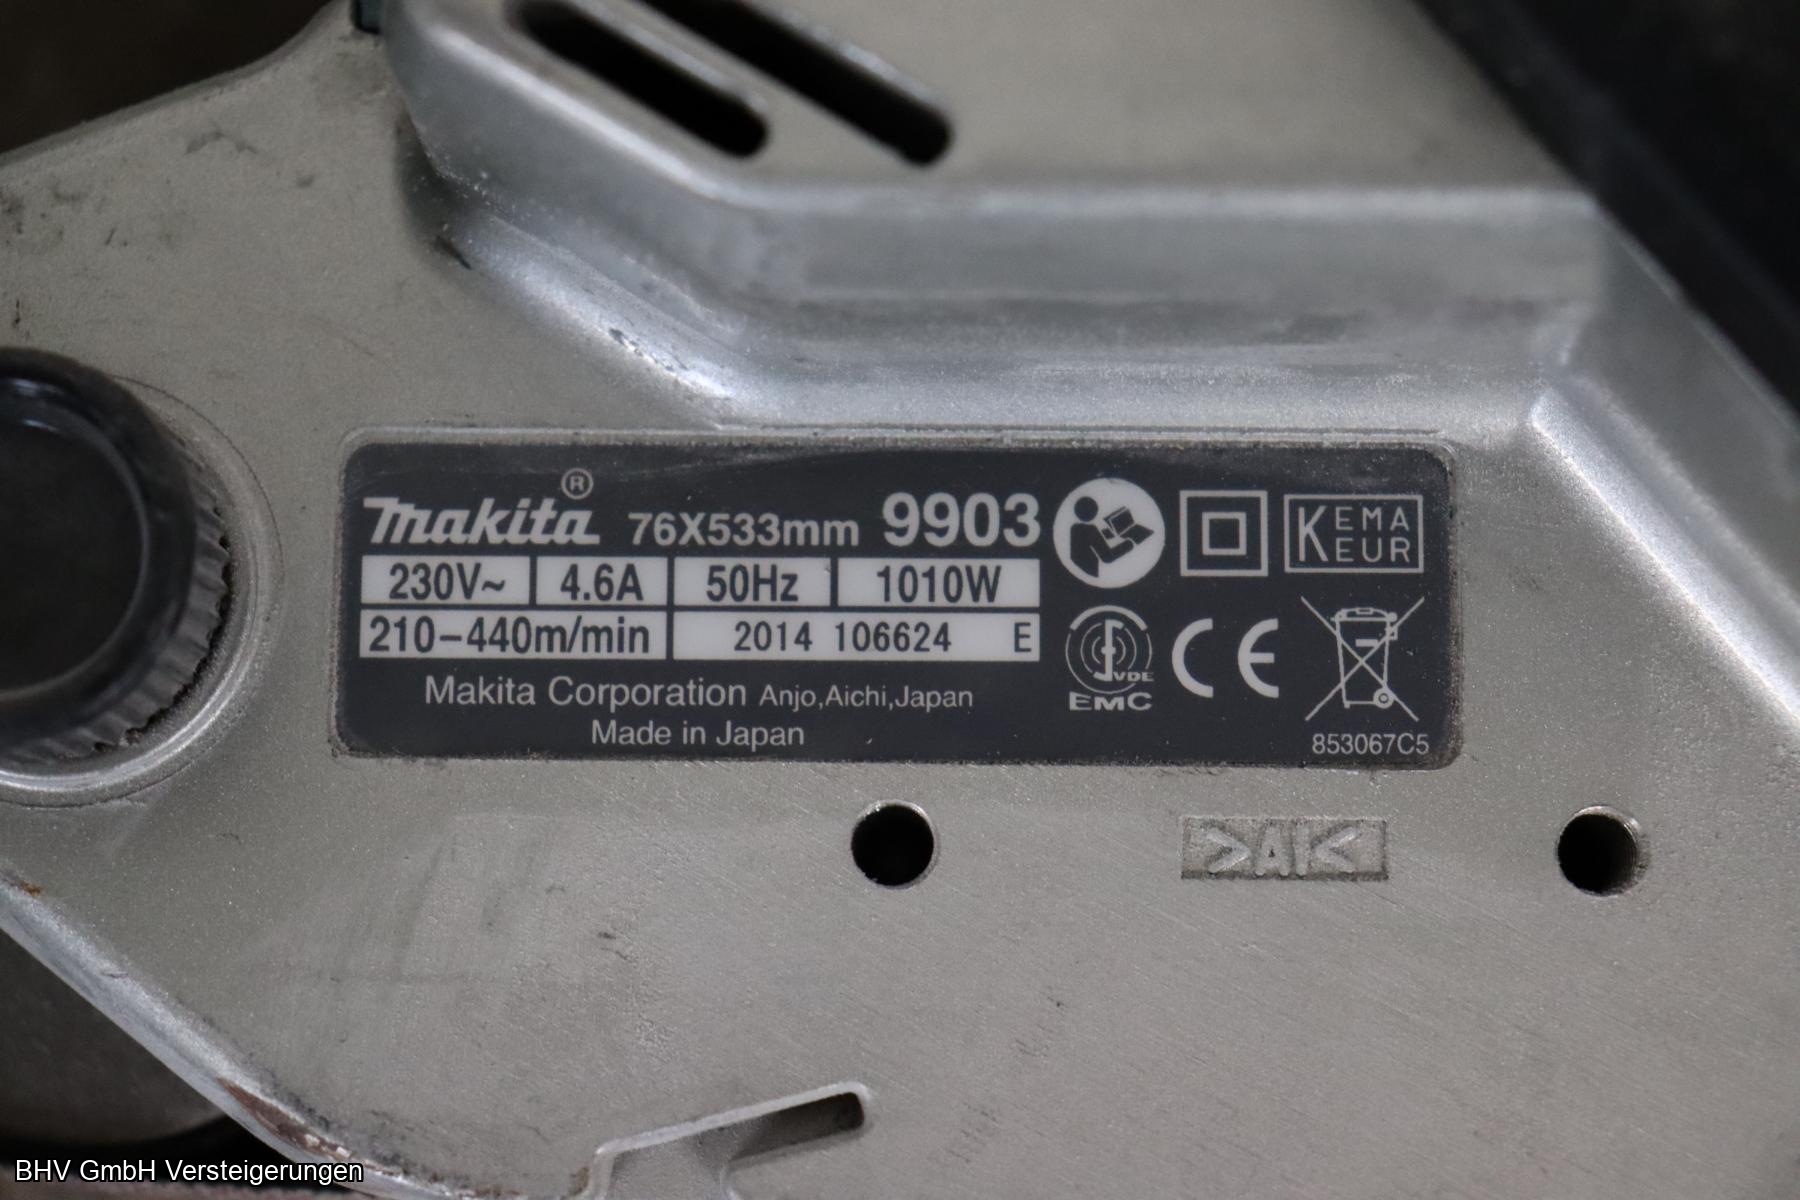 makita® 76X533mm 9903
230V~ 4.6A 50Hz 1010W
210–440m/min 2014 106624 E
Makita Corporation Anjo,Aichi,Japan
Made in Japan
KEMA
KEUR
VDE
EMC
CE
853067C5
>AI<
BHV GmbH Versteigerungen